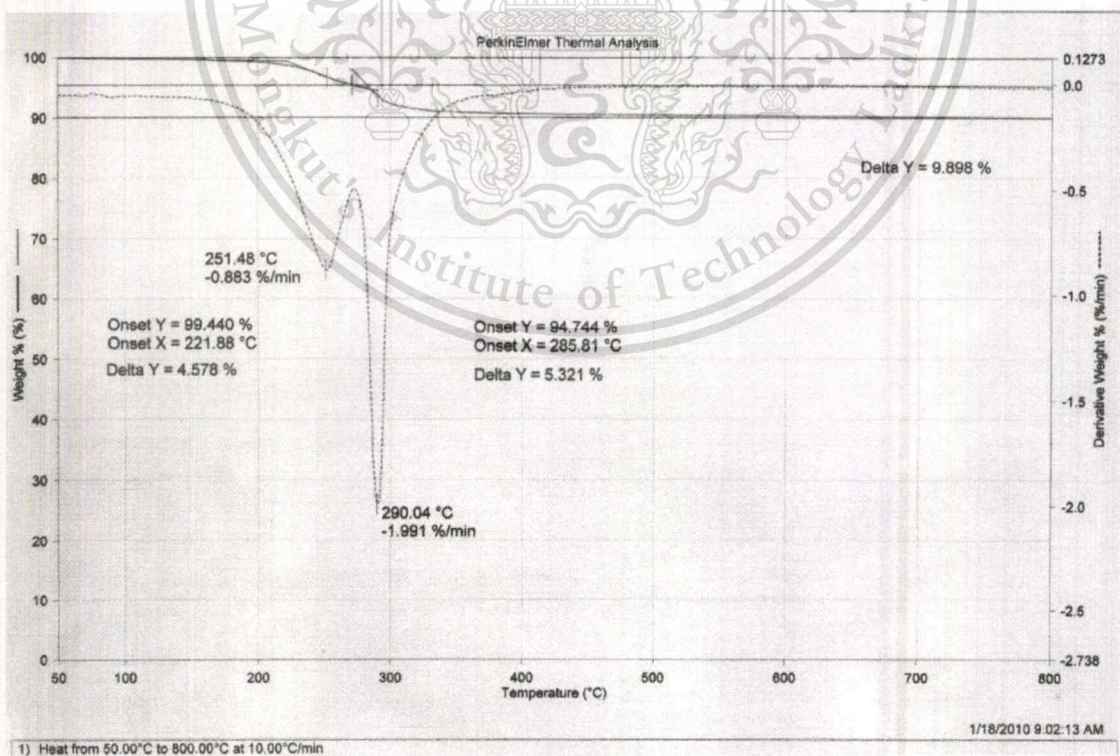 PerkinElmer Thermal Analysis
Mongkut's Institute of Technology Ladkra
100
90
80
70
60
50
40
30
20
10
0
Weight % (%)
0.1273
0.0
-0.5
-1.0
-1.5
-2.0
-2.5
-2.738
Derivative Weight % (%/min)
Delta Y = 9.898 %
251.48 °C
-0.883 %/min
Onset Y = 99.440 %
Onset X = 221.88 °C
Delta Y = 4.578 %
Onset Y = 94.744 %
Onset X = 285.81 °C
Delta Y = 5.321 %
290.04 °C
-1.991 %/min
50 100 200 300 400 500 600 700 800
Temperature (°C)
1/18/2010 9:02:13 AM
1) Heat from 50.00°C to 800.00°C at 10.00°C/min